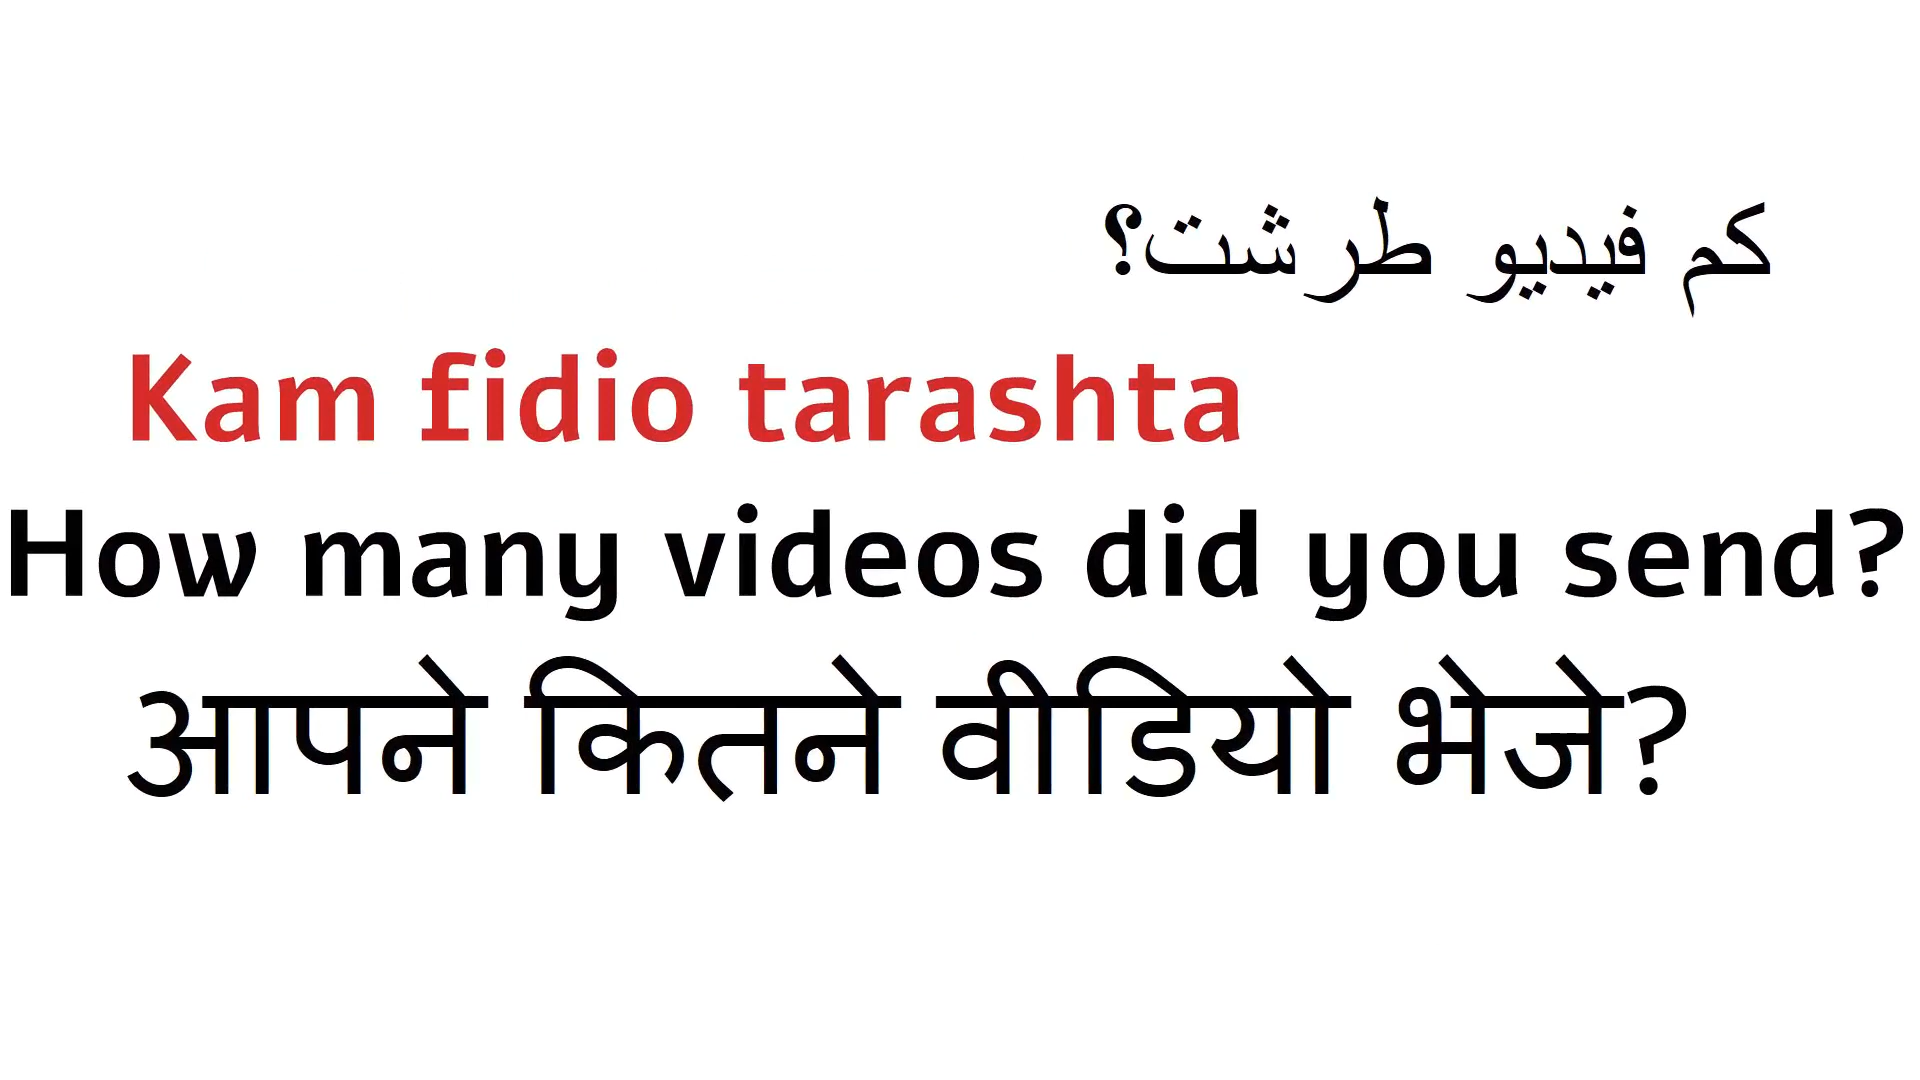 كم فيديو طرشت؟
Kam fidio tarashta
How many videos did you send?
आपने कितने वीडियो भेजे?